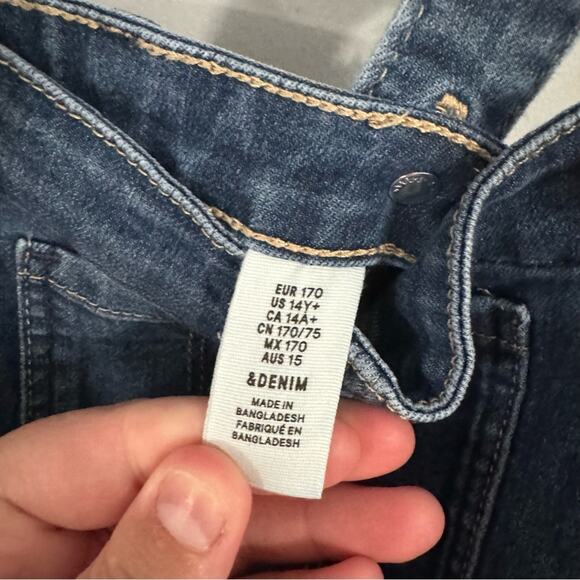 EUR 170
US 14Y+
CA 14A+
CN 170/75
MX 170
AUS 15
&DENIM
MADE IN
BANGLADESH
FABRIQUÉ EN
BANGLADESH